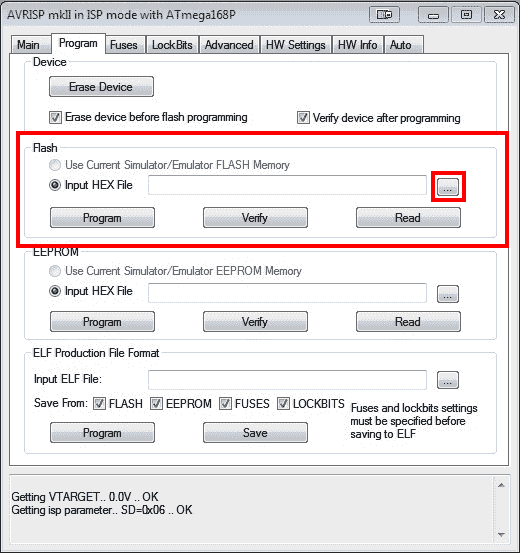 AVRISP mkII in ISP mode with ATmega168P
Main Program Fuses LockBits Advanced HW Settings HW Info Auto
Device
Erase Device
Erase device before flash programming Verify device after programming
Flash
Use Current Simulator/Emulator FLASH Memory
Input HEX File ...
Program Verify Read
EEPROM
Use Current Simulator/Emulator EEPROM Memory
Input HEX File ...
Program Verify Read
ELF Production File Format
Input ELF File: ...
Save From: FLASH EEPROM FUSES LOCKBITS
Fuses and lockbits settings
must be specified before
saving to ELF
Program Save
Getting VTARGET.. 0.0V .. OK
Getting isp parameter.. SD=0x06 .. OK